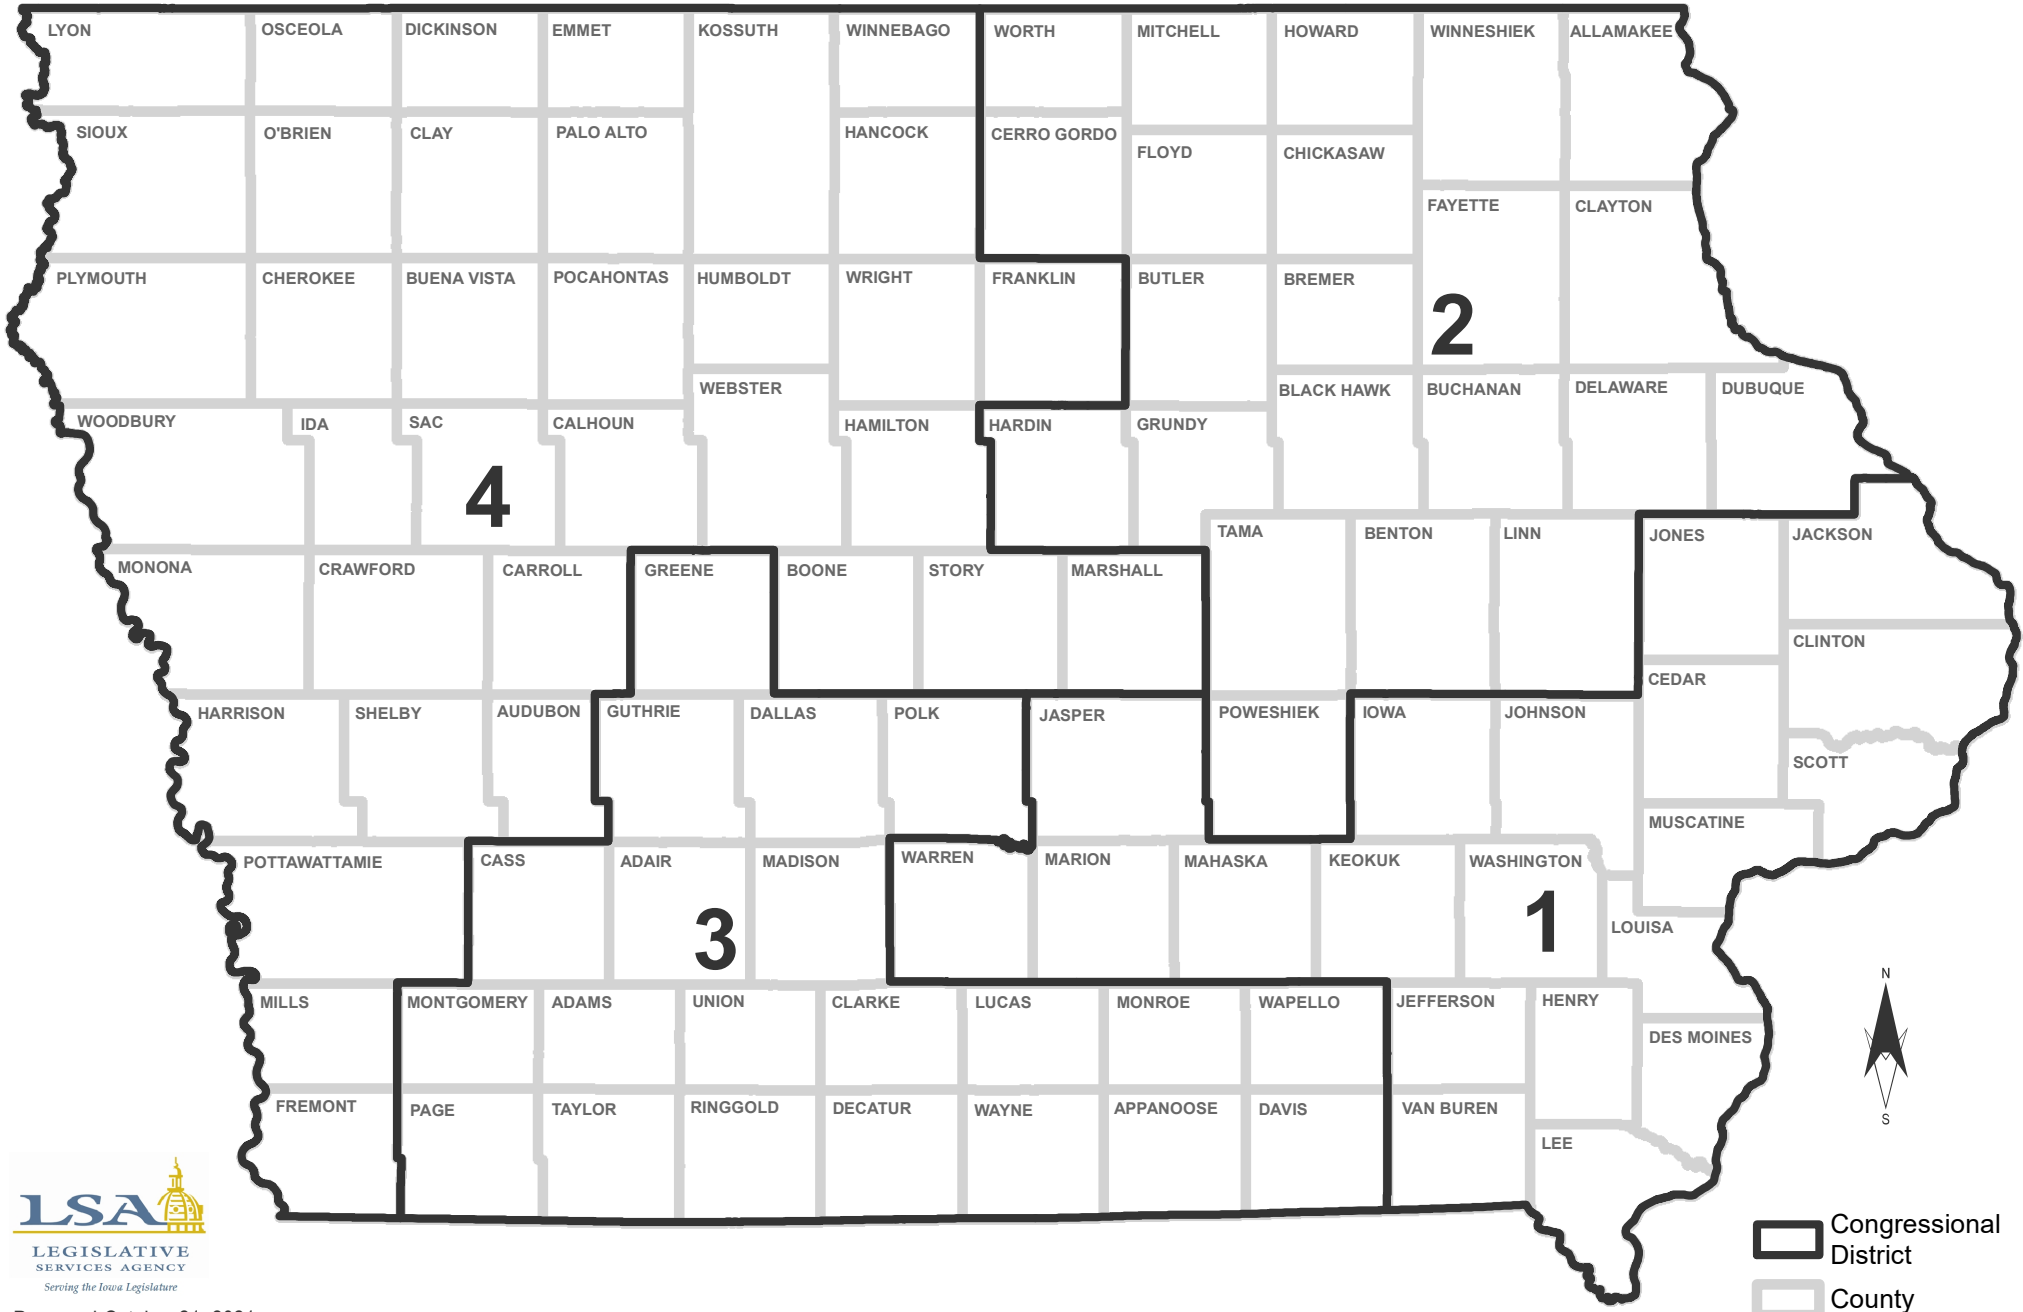 LYON OSCEOLA DICKINSON EMMET KOSSUTH WINNEBAGO WORTH MITCHELL HOWARD WINNESHIEK ALLAMAKEE
SIOUX O'BRIEN CLAY PALO ALTO HANCOCK CERRO GORDO
FLOYD CHICKASAW
FAYETTE CLAYTON
PLYMOUTH CHEROKEE BUENA VISTA POCAHONTAS HUMBOLDT WRIGHT FRANKLIN BUTLER BREMER
2
WEBSTER BLACK HAWK BUCHANAN DELAWARE DUBUQUE
WOODBURY IDA SAC CALHOUN HAMILTON HARDIN GRUNDY
4
TAMA BENTON LINN JONES JACKSON
MONONA CRAWFORD CARROLL GREENE BOONE STORY MARSHALL
CLINTON
CEDAR
HARRISON SHELBY AUDUBON GUTHRIE DALLAS POLK JASPER POWESHIEK IOWA JOHNSON
SCOTT
MUSCATINE
POTTAWATTAMIE CASS ADAIR MADISON WARREN MARION MAHASKA KEOKUK WASHINGTON
3
1
LOUISA
N
MILLS MONTGOMERY ADAMS UNION CLARKE LUCAS MONROE WAPELLO JEFFERSON HENRY
DES MOINES
FREMONT PAGE TAYLOR RINGGOLD DECATUR WAYNE APPANOOSE DAVIS VAN BUREN
S
LEE
LSA
LEGISLATIVE
SERVICES AGENCY
Serving the Iowa Legislature
Congressional
District
County